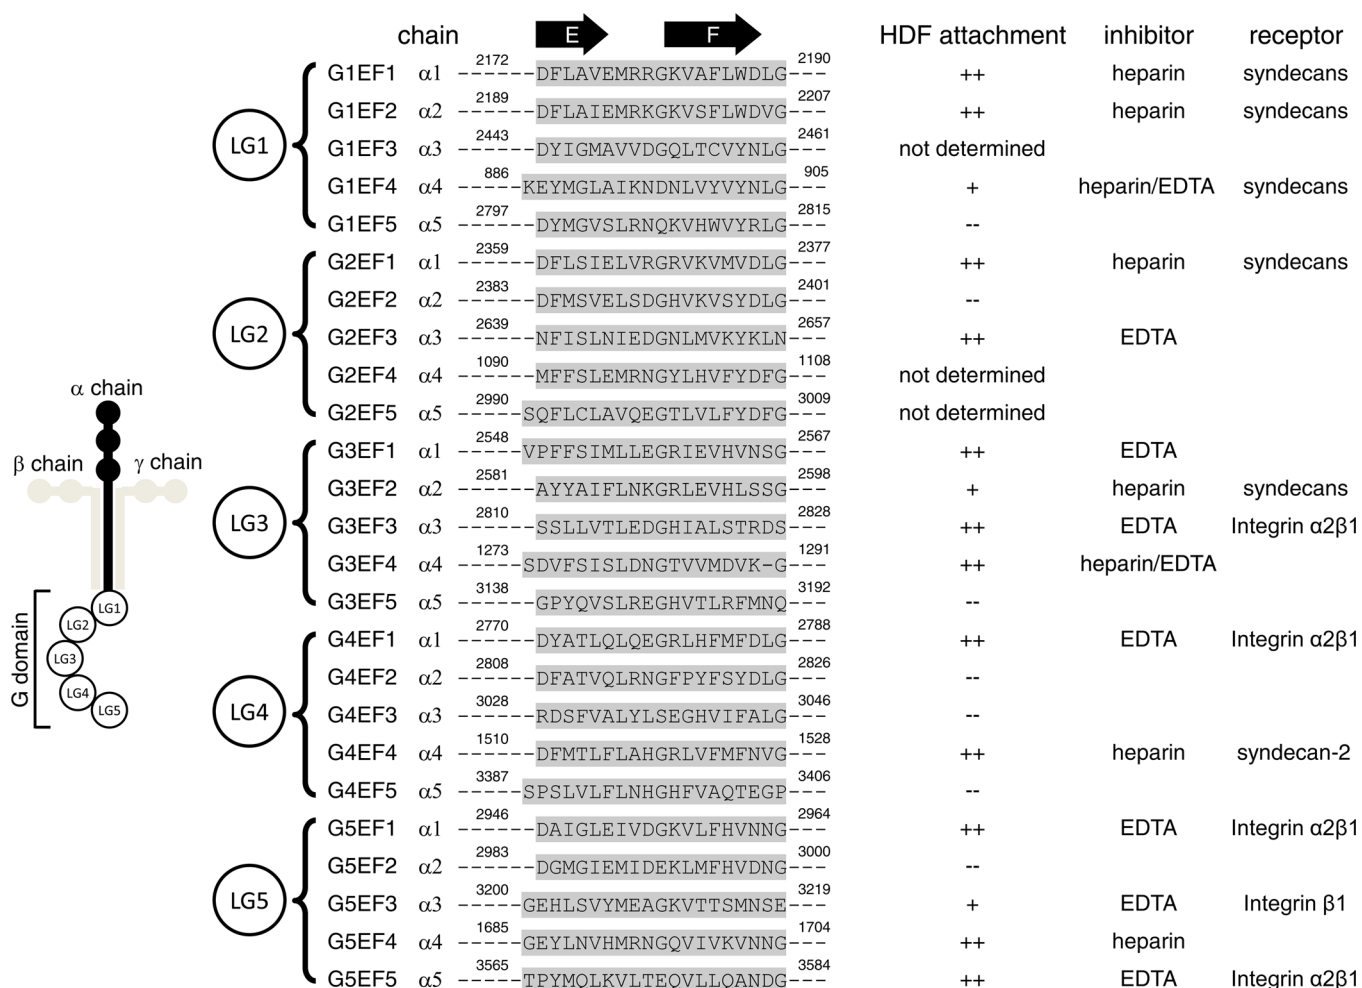 chain E F HDF attachment inhibitor receptor
G1EF1 α1 ------ 2172 DFLAVEMRRGKVAFLWDLG --- 2190 ++ heparin syndecans
G1EF2 α2 ------ 2189 DFLAIEMRKGKVSFLWDVG --- 2207 ++ heparin syndecans
LG1
G1EF3 α3 ------ 2443 DYIGMAVVDGQLTCVYNLG --- 2461 not determined
G1EF4 α4 ----- 886 KEYMGLAIKNDNLVYVYNLG --- 905 + heparin/EDTA syndecans
G1EF5 α5 ------ 2797 DYMGVSLRNQKVHWVYRLG --- 2815 --
G2EF1 α1 ------ 2359 DFLSIELVRGRVKVMVDLG --- 2377 ++ heparin syndecans
G2EF2 α2 ------ 2383 DFMSVELSDGHVKVSYDLG --- 2401 --
LG2
G2EF3 α3 ------ 2639 NFISLNIEDGNLMVKYKLN --- 2657 ++ EDTA
G2EF4 α4 ------ 1090 MFFSLEMRNGYLHVFYDFG --- 1108 not determined
G2EF5 α5 ----- 2990 SQFLCLAVQEGTLVLFYDFG --- 3009 not determined
G3EF1 α1 ----- 2548 VPFFSIMLLEGRIEVHVNSG --- 2567 ++ EDTA
G3EF2 α2 ------ 2581 AYYAIFLNKGRLEVHLSSG --- 2598 + heparin syndecans
LG3
G3EF3 α3 ------ 2810 SSLLVTLEDGHIALSTRDS --- 2828 ++ EDTA Integrin α2β1
G3EF4 α4 ----- 1273 SDVFSISLDNGTVVMDVK-G --- 1291 ++ heparin/EDTA
G3EF5 α5 ------ 3138 GPYQVSLREGHVTLRFMNQ --- 3192 --
G4EF1 α1 ------ 2770 DYATLQLQEGRLHFMFDLG --- 2788 ++ EDTA Integrin α2β1
G4EF2 α2 ------ 2808 DFATVQLRNGFPYFSYDLG --- 2826 --
LG4
G4EF3 α3 ------ 3028 RDSFVALYLSEGHVIFALG --- 3046 --
G4EF4 α4 ------ 1510 DFMTLFLAHGRLVFMFNVG --- 1528 ++ heparin syndecan-2
G4EF5 α5 ----- 3387 SPSLVLFLNHGHFVAQTEGP --- 3406 --
G5EF1 α1 ------ 2946 DAIGLEIVDGKVLFHVNNG --- 2964 ++ EDTA Integrin α2β1
G5EF2 α2 ------ 2983 DGMGIEMIDEKLMFHVDNG --- 3000 --
LG5
G5EF3 α3 ----- 3200 GEHLSVYMEAGKVTTSMNSE --- 3219 + EDTA Integrin β1
G5EF4 α4 ----- 1685 GEYLNVHMRNGQVIVKVNNG --- 1704 ++ heparin
G5EF5 α5 ----- 3565 TPYMQLKVLTEQVLLQANDG --- 3584 ++ EDTA Integrin α2β1
α chain
β chain
γ chain
G domain
LG1
LG2
LG3
LG4
LG5